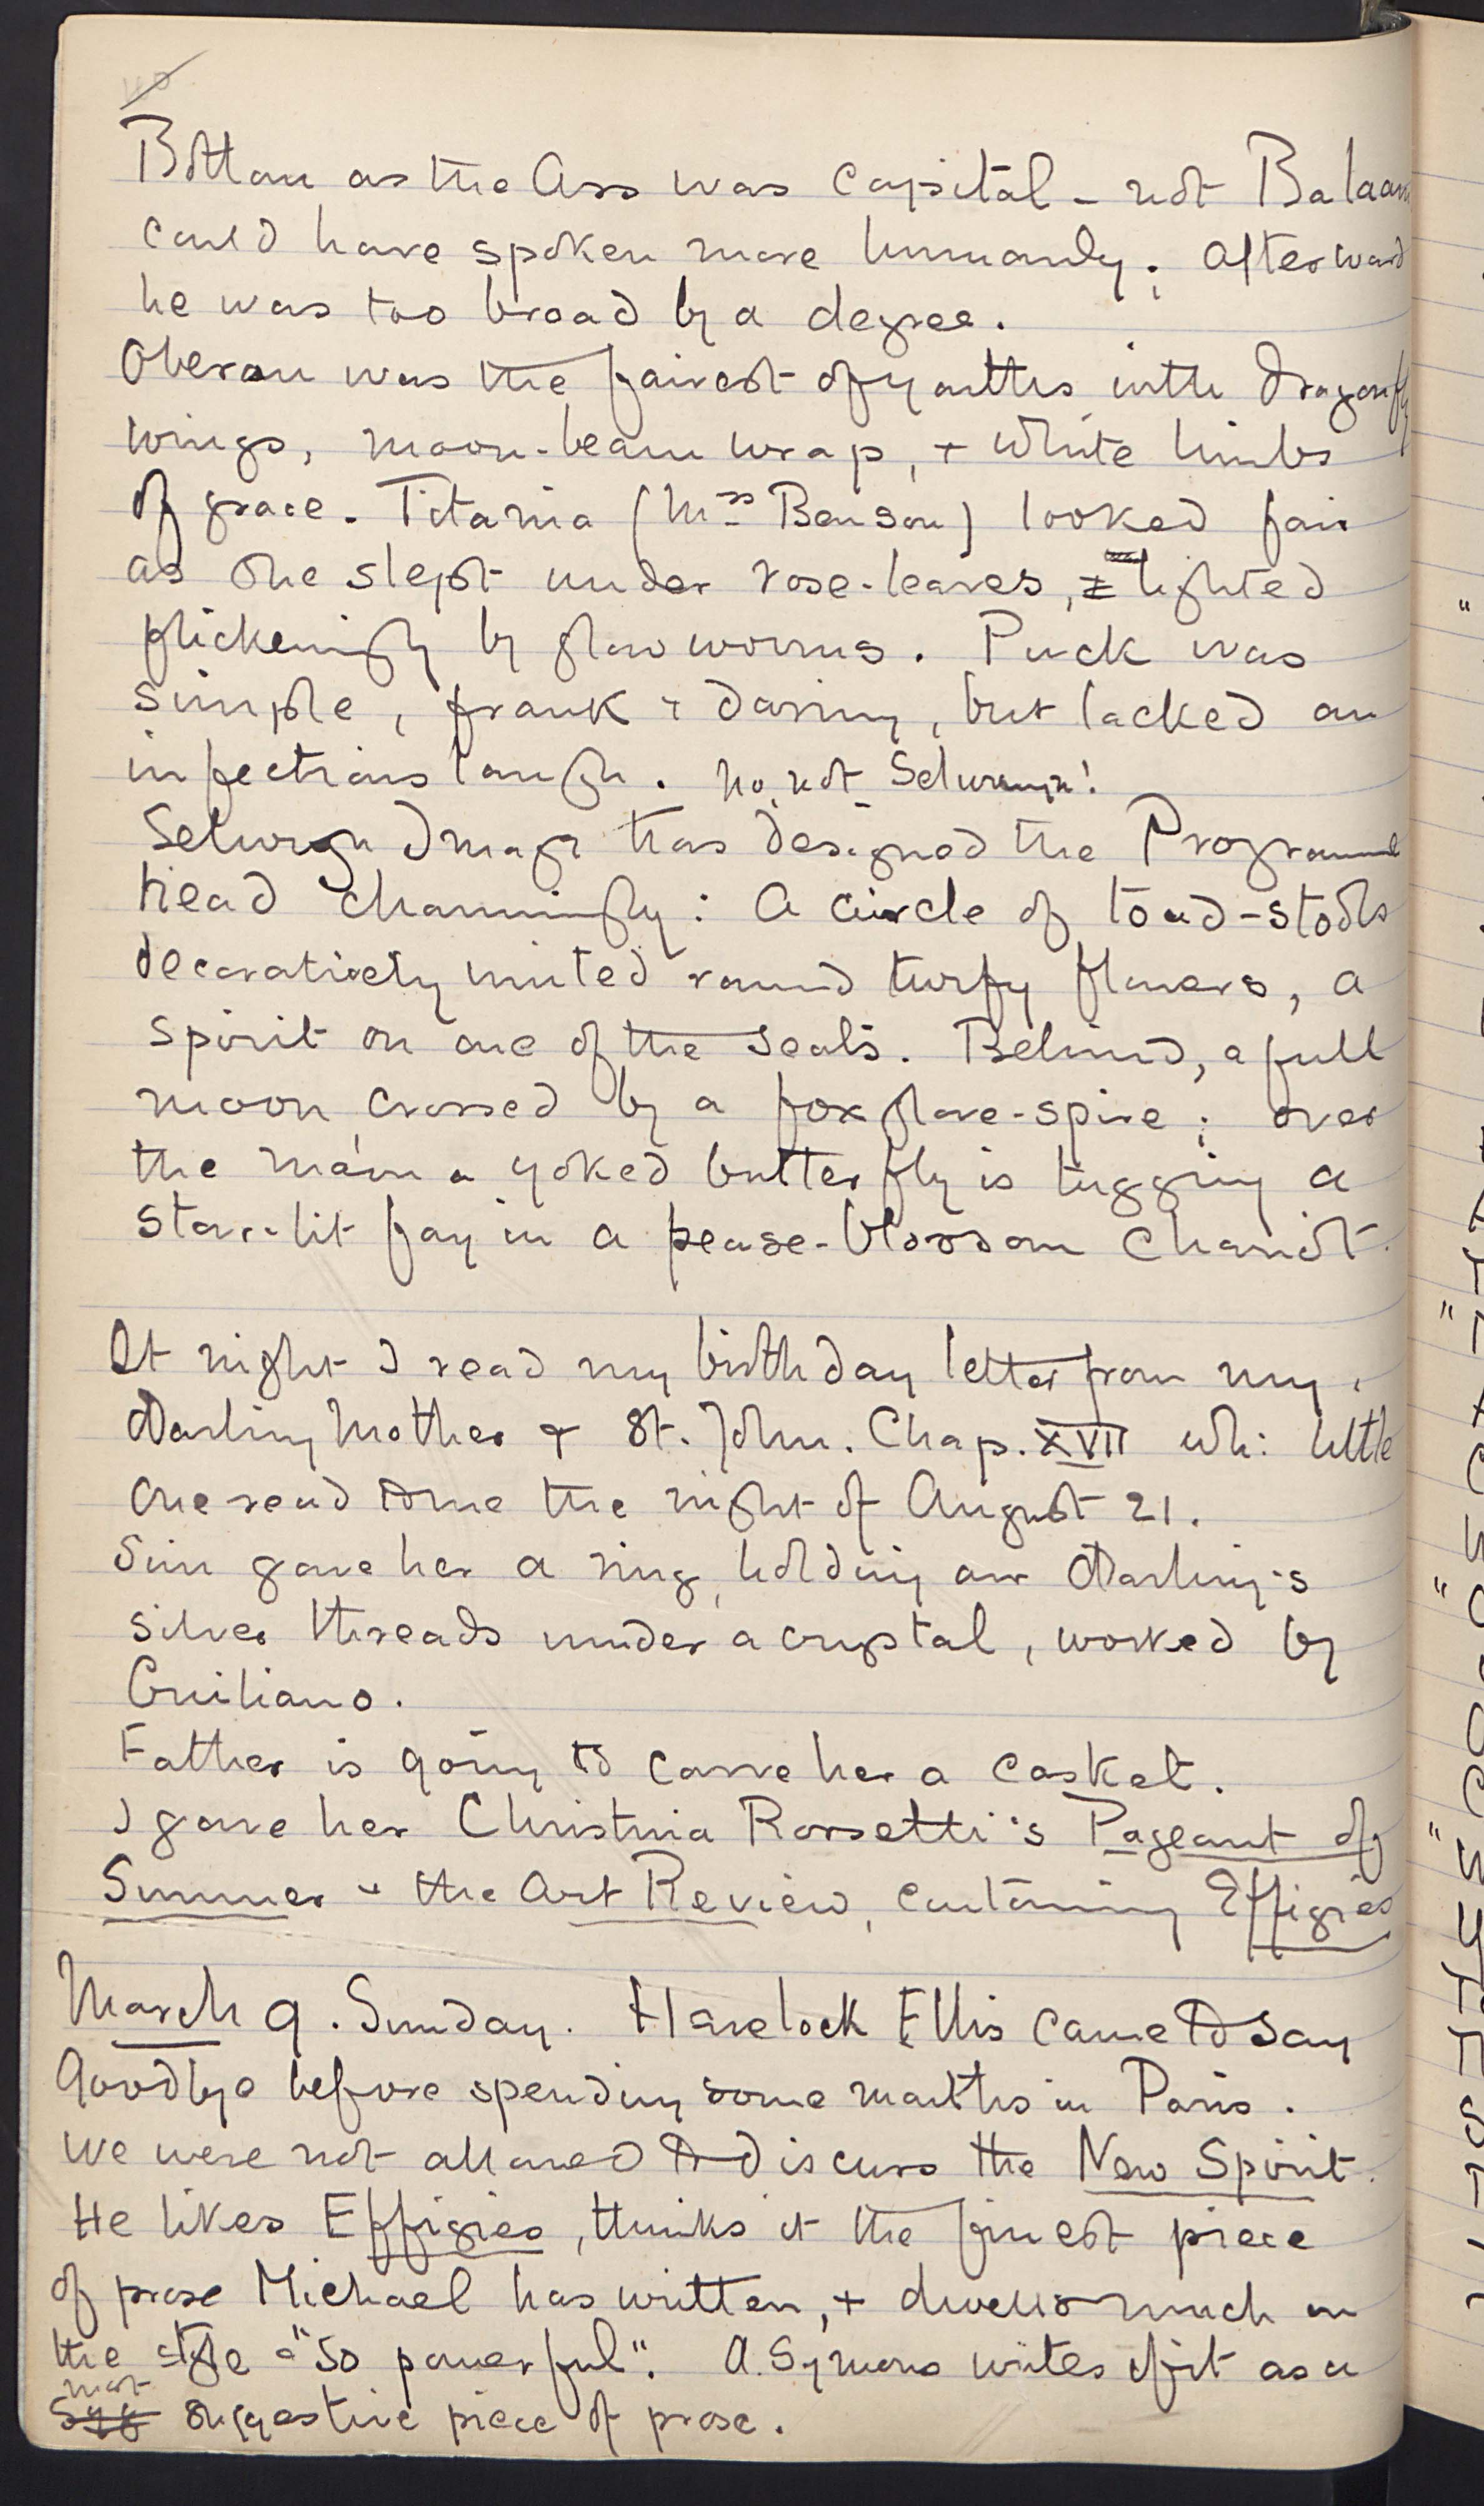 Bottom as the Ass was capital – not Balaam
could have spoken more humanly; afterward
he was too broad by a degree.
Oberon was the fairest of youths with dragonfly
wings, moon-beam wrap, + white limbs
of grace. Titania (Mrs Benson) looked fair
as she slept under rose-leaves, lighted
flickeringly by glow worms. Puck was
simple, frank & daring, but lacked an
infectious laugh. No, not Selwyn!
Selwyn Image has designed the Programme
head charmingly: A circle of toad-stools
decoratively united round turfy flowers, a
spirit on one of the seats. Behind, a full
moon, crossed by a fox glove-spire; over
the moon a yoked butterfly is tugging a
star-lit fay in a pease-blossom chariot.
At night I read my birthday letter from my
darling Mother & St. John. Chap. XVII wh: little
one read to me the night of August 21.
Sim gave her a ring, holding our Darling's
silver threads under a crystal, worked by
Guiliano.
Father is going to carve her a casket.
I gave her Christina Rossetti's Pageant of
Summer & the Art Review, containing Effigies
March 9. Sunday. Havelock Ellis came to say
Goodbye before spending some months in Paris.
We were not allowed to discuss the New Spirit.
He likes Effigies, thinks it the finest piece
of prose Michael has written, + dwells much on
the style – "so powerful". A. Symons writes of it as a
most
suggestive piece of prose.